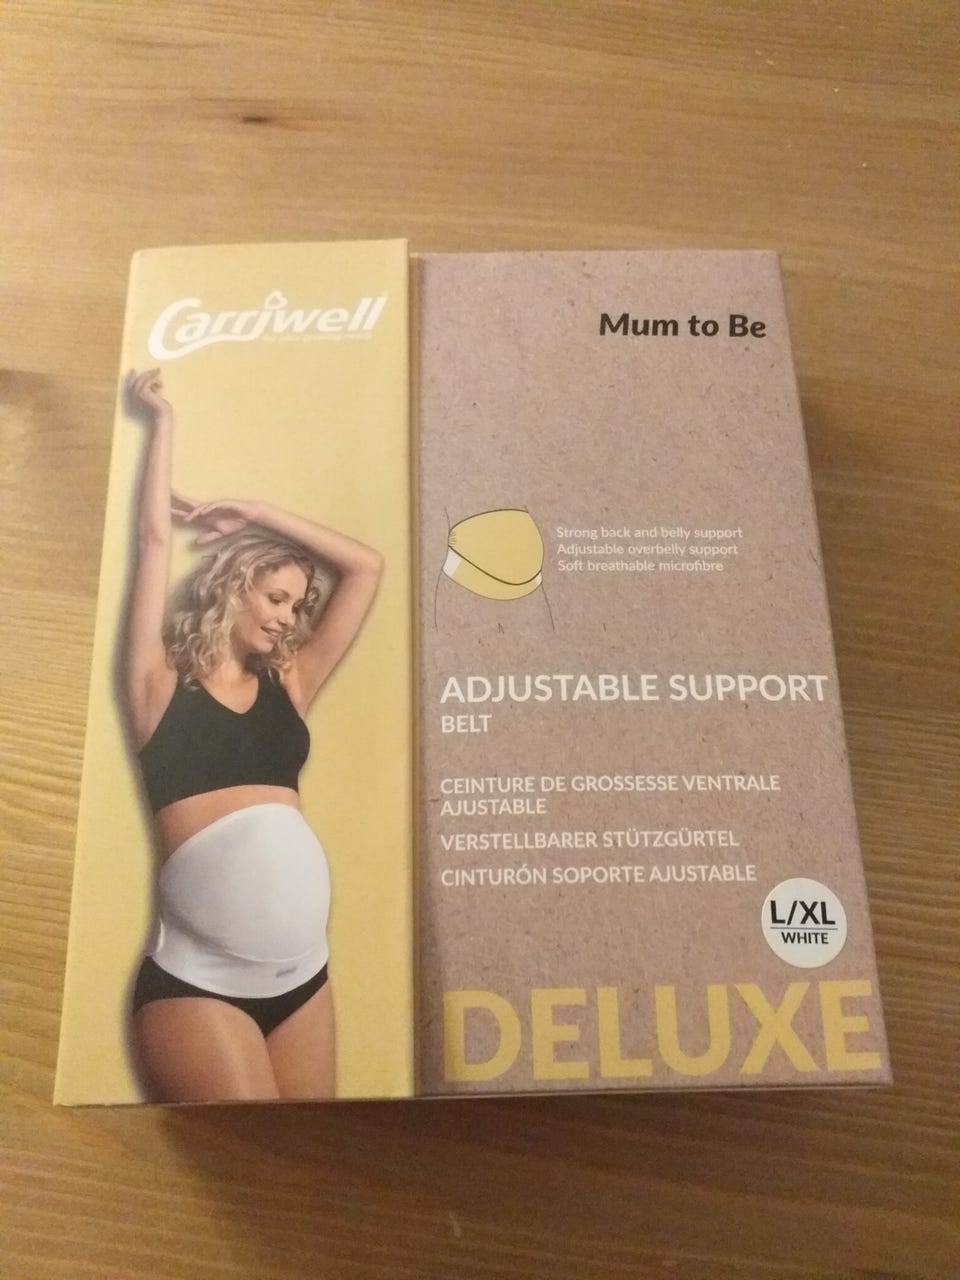 Carriwell
Mum to Be
Strong back and belly support
Adjustable overbelly support
Soft breathable microfibre
ADJUSTABLE SUPPORT
BELT
CEINTURE DE GROSSESSE VENTRALE
AJUSTABLE
VERSTELLBARER STÜTZGÜRTEL
CINTURÓN SOPORTE AJUSTABLE
L/XL
WHITE
DELUXE